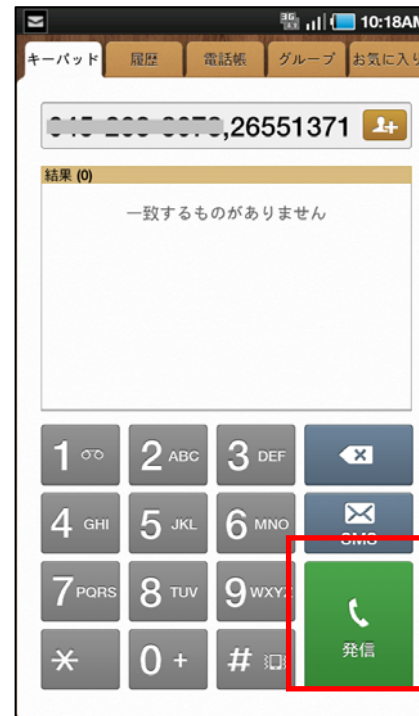 10:18AM
キーパッド 履歴 電話帳 グループ お気に入り
,26551371
結果 (0)
一致するものがありません
1 2 ABC 3 DEF
4 GHI 5 JKL 6 MNO SMS
7 PQRS 8 TUV 9 WXYZ
* 0 + # 発信